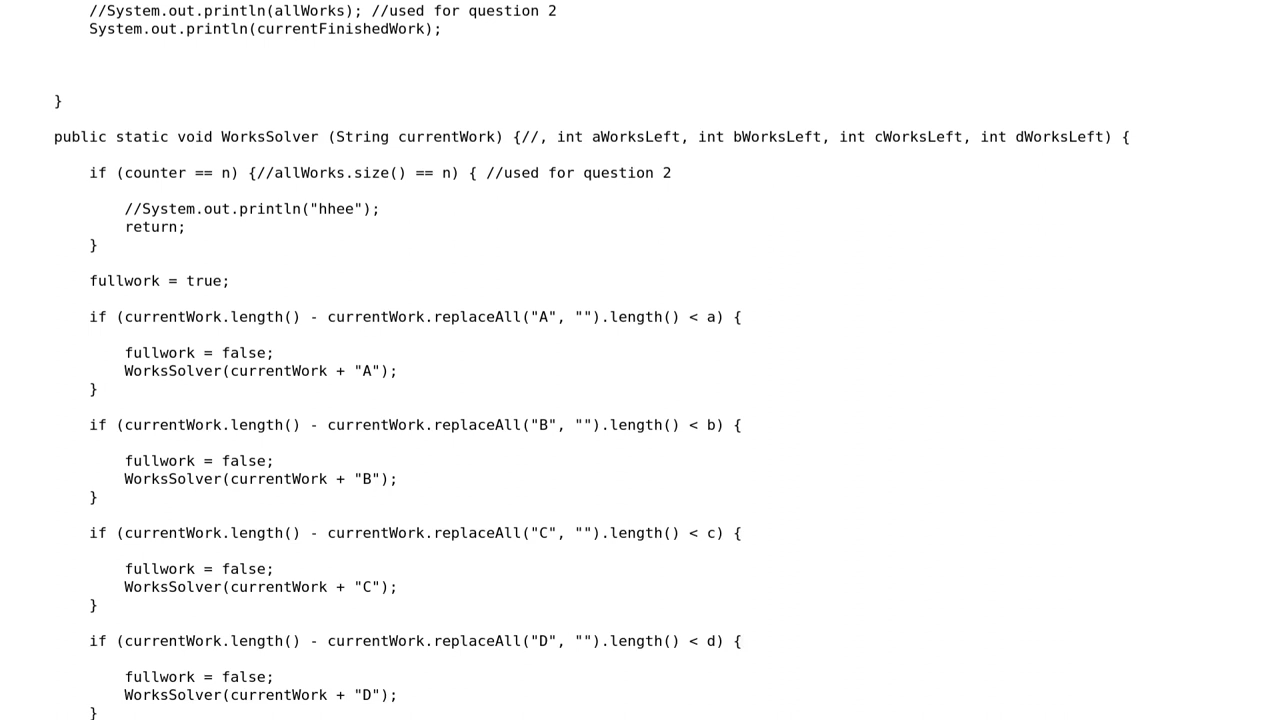 //System.out.println(allWorks); //used for question 2
System.out.println(currentFinishedWork);
}
public static void WorksSolver (String currentWork) {//, int aWorksLeft, int bWorksLeft, int cWorksLeft, int dWorksLeft) {
if (counter == n) {//allWorks.size() == n) { //used for question 2
//System.out.println("hhee");
return;
}
fullwork = true;
if (currentWork.length() - currentWork.replaceAll("A", "").length() < a) {
fullwork = false;
WorksSolver(currentWork + "A");
}
if (currentWork.length() - currentWork.replaceAll("B", "").length() < b) {
fullwork = false;
WorksSolver(currentWork + "B");
}
if (currentWork.length() - currentWork.replaceAll("C", "").length() < c) {
fullwork = false;
WorksSolver(currentWork + "C");
}
if (currentWork.length() - currentWork.replaceAll("D", "").length() < d) {
fullwork = false;
WorksSolver(currentWork + "D");
}